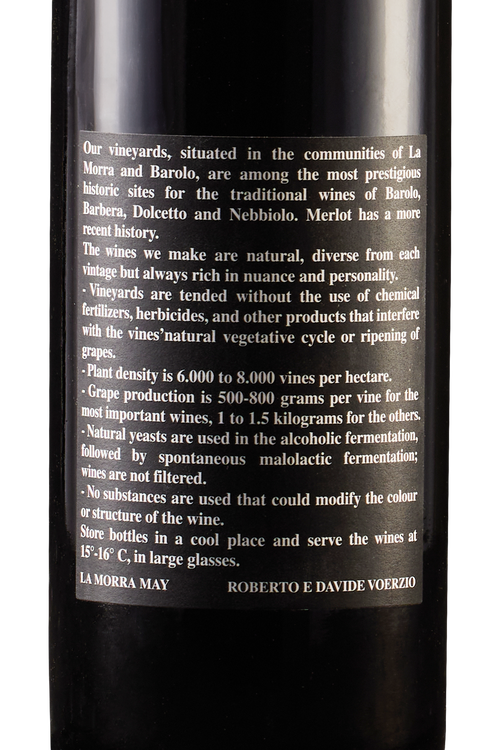 Our vineyards, situated in the communities of La
Morra and Barolo, are among the most prestigious
historic sites for the traditional wines of Barolo,
Barbera, Dolcetto and Nebbiolo. Merlot has a more
recent history.
The wines we make are natural, diverse from each
vintage but always rich in nuance and personality.
- Vineyards are tended without the use of chemical
fertilizers, herbicides, and other products that interfere
with the vines'natural vegetative cycle or ripening of
grapes.
- Plant density is 6.000 to 8.000 vines per hectare.
- Grape production is 500-800 grams per vine for the
most important wines, 1 to 1.5 kilograms for the others.
- Natural yeasts are used in the alcoholic fermentation,
followed by spontaneous malolactic fermentation;
wines are not filtered.
- No substances are used that could modify the colour
or structure of the wine.
Store bottles in a cool place and serve the wines at
15°-16° C, in large glasses.
LA MORRA MAY ROBERTO E DAVIDE VOERZIO